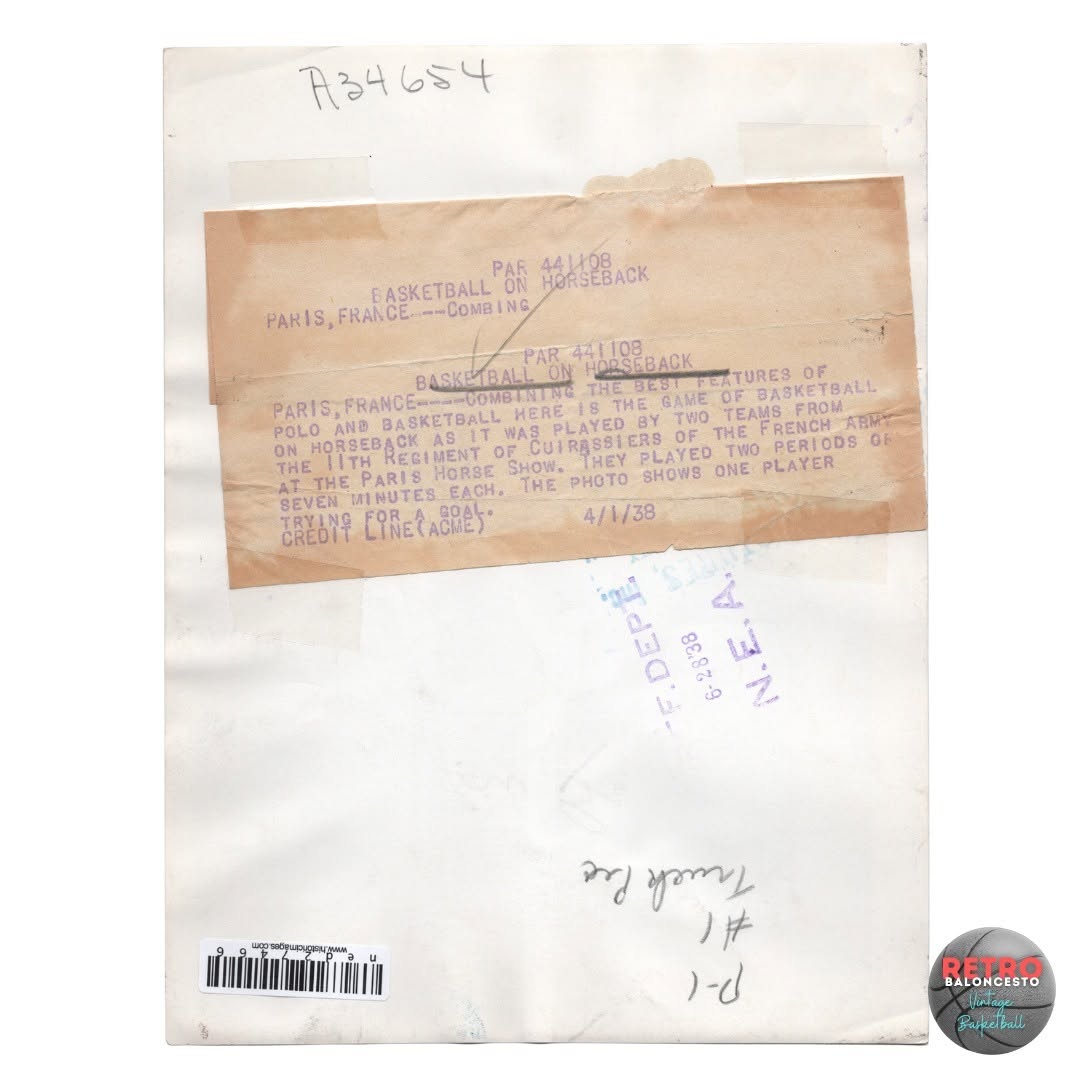 A34654
PAR 441108
BASKETBALL ON HORSEBACK
PARIS, FRANCE---COMBING
PAR 441108
BASKETBALL ON HORSEBACK
PARIS, FRANCE----COMBINING THE BEST FEATURES OF
POLO AND BASKETBALL HERE IS THE GAME OF BASKETBALL
ON HORSEBACK AS IT WAS PLAYED BY TWO TEAMS FROM
THE 11TH REGIMENT OF CUIRASSIERS OF THE FRENCH ARMY
AT THE PARIS HORSE SHOW. THEY PLAYED TWO PERIODS OF
SEVEN MINUTES EACH. THE PHOTO SHOWS ONE PLAYER
TRYING FOR A GOAL.
CREDIT LINE(ACME) 4/1/38
F. DEPT.
6-28'38
N.E.A.
#1
P-1
www.historicimages.com
ned27466
RETRO
BALONCESTO
Vintage
Basketball